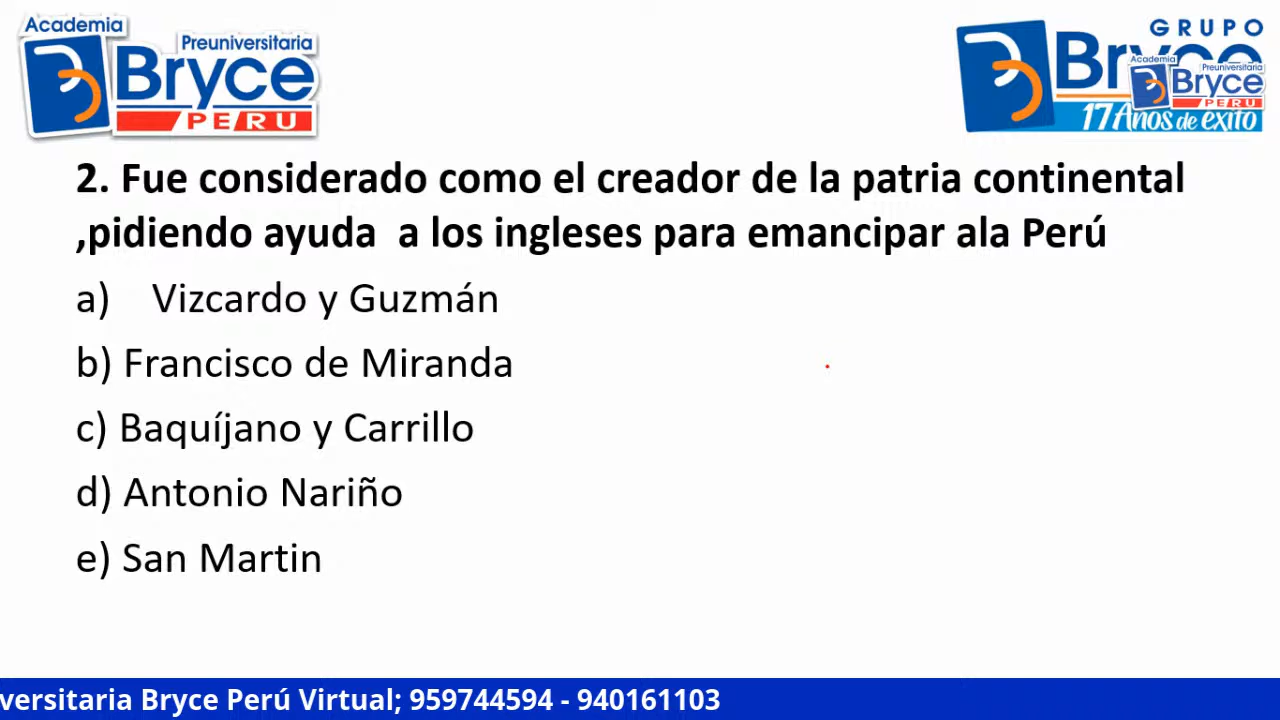 Academia
Preuniversitaria
Bryce
PERU
GRUPO
Bryce
Academia
Preuniversitaria
Bryce
PERU
17 Años de éxito
2. Fue considerado como el creador de la patria continental
,pidiendo ayuda  a los ingleses para emancipar ala Perú
a)    Vizcardo y Guzmán
b) Francisco de Miranda
c) Baquíjano y Carrillo
d) Antonio Nariño
e) San Martin
versitaria Bryce Perú Virtual; 959744594 - 940161103